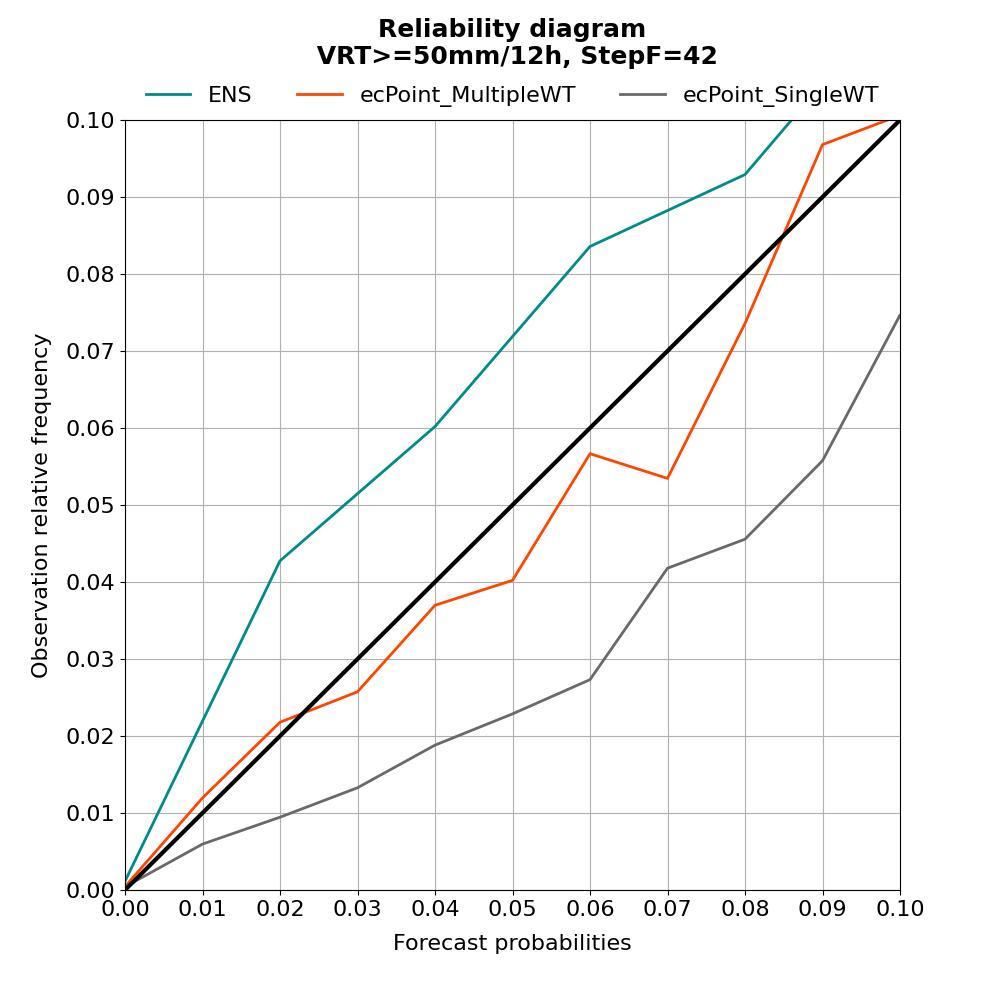 Reliability diagram
VRT>=50mm/12h, StepF=42
ENS ecPoint_MultipleWT ecPoint_SingleWT
0.10
0.09
0.08
0.07
0.06
0.05
0.04
0.03
0.02
0.01
0.00
Observation relative frequency
0.00 0.01 0.02 0.03 0.04 0.05 0.06 0.07 0.08 0.09 0.10
Forecast probabilities